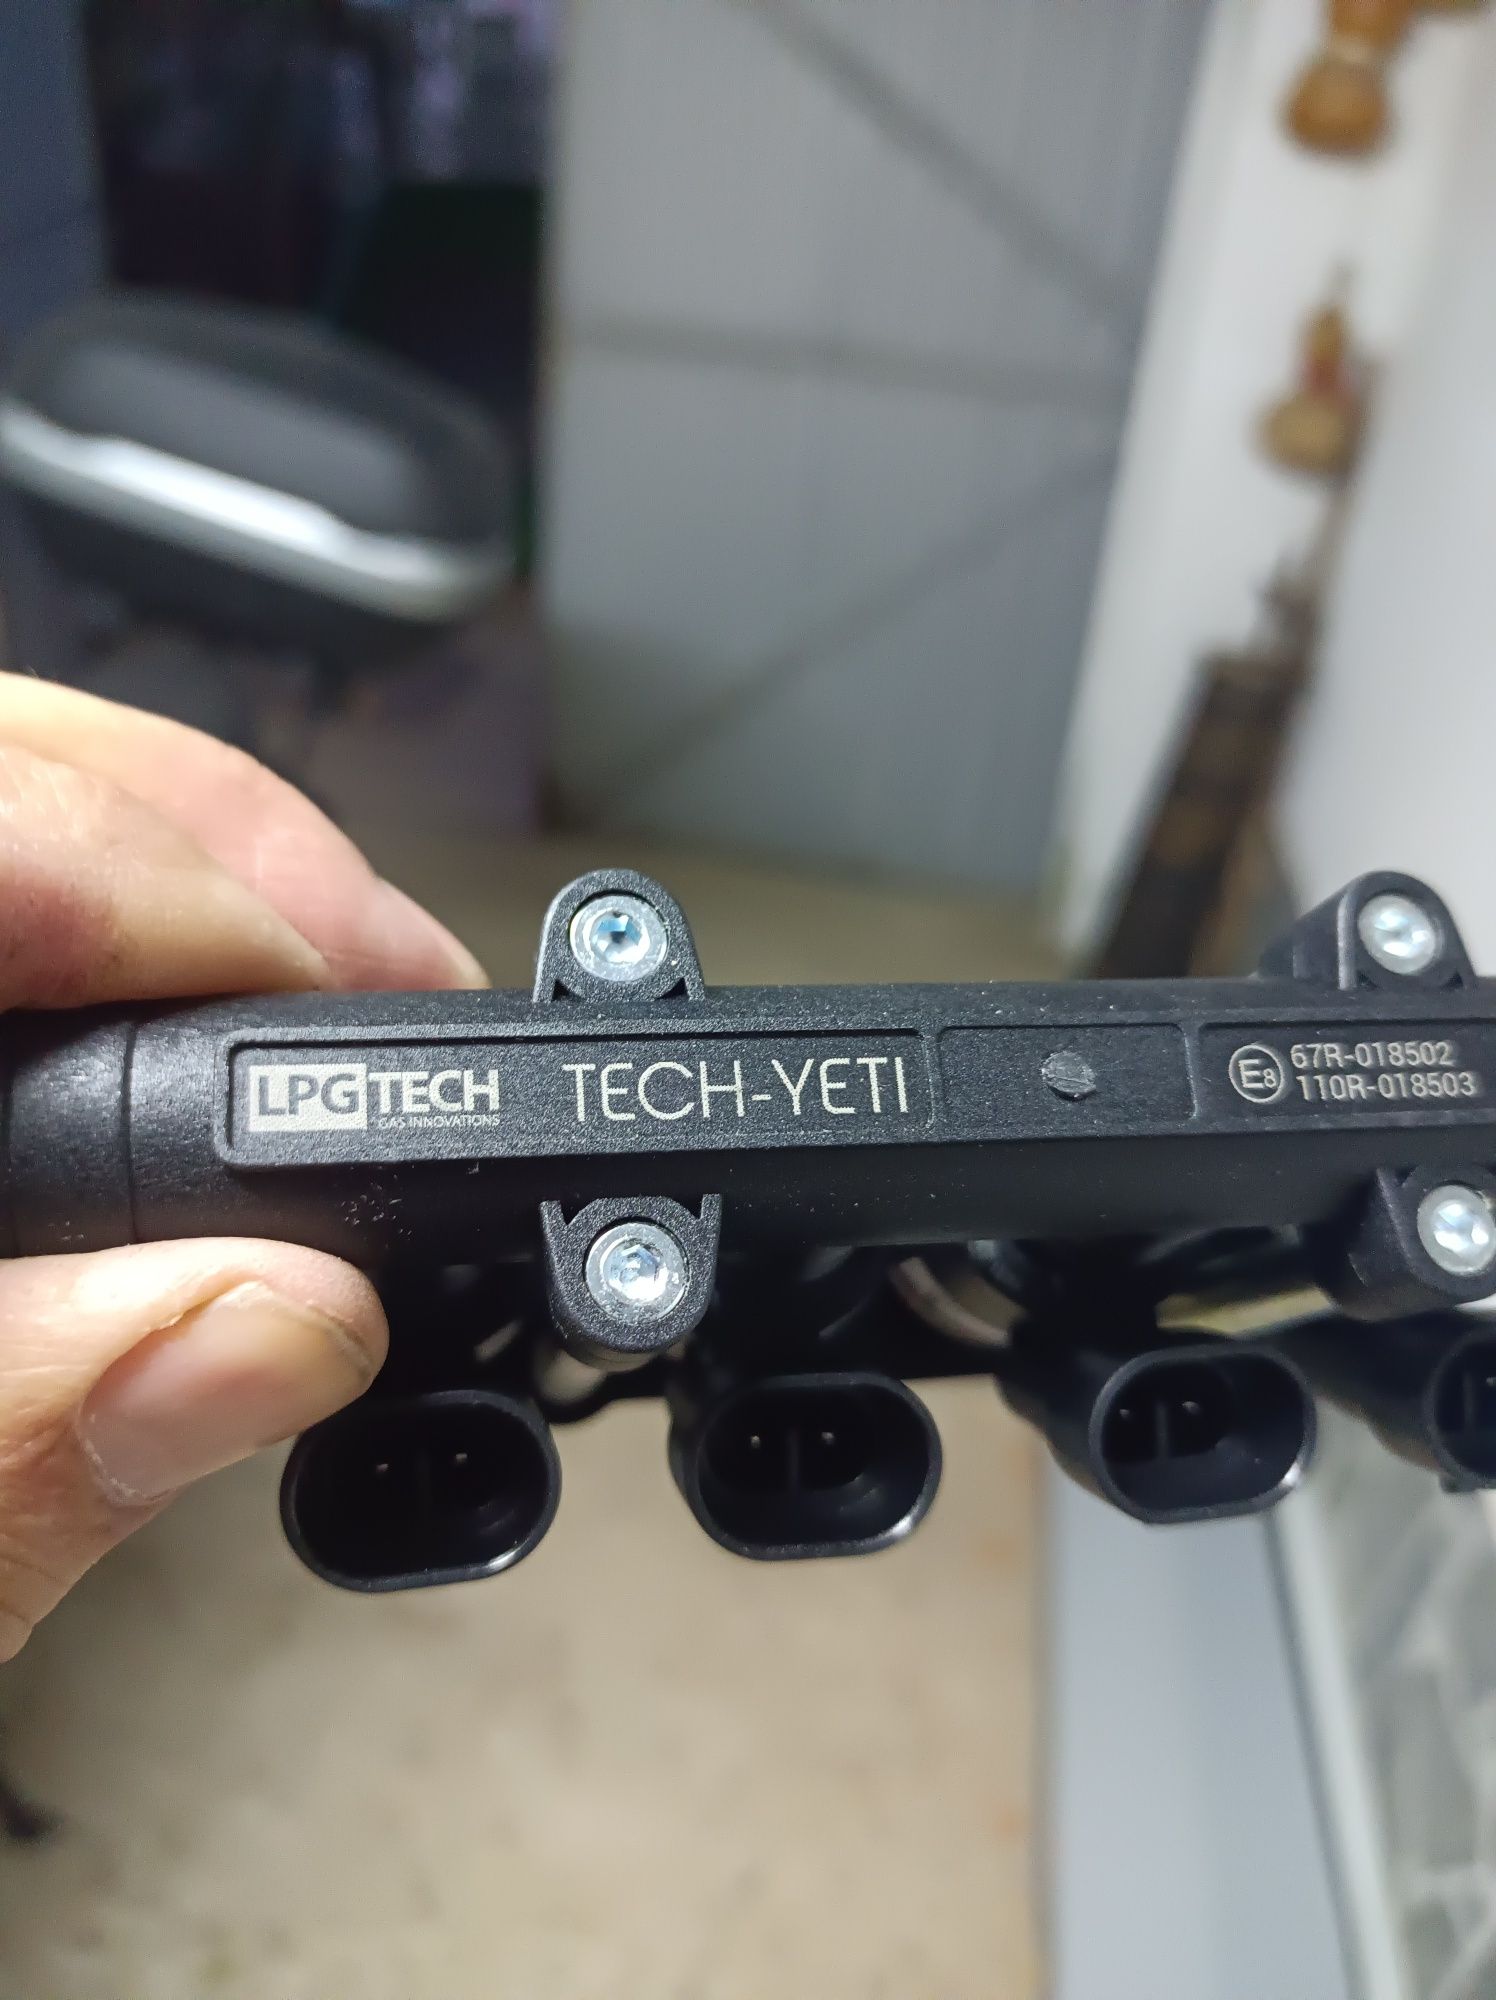 LPGTECH TECH-YETI
GAS INNOVATIONS
E8 67R-018502
110R-018503